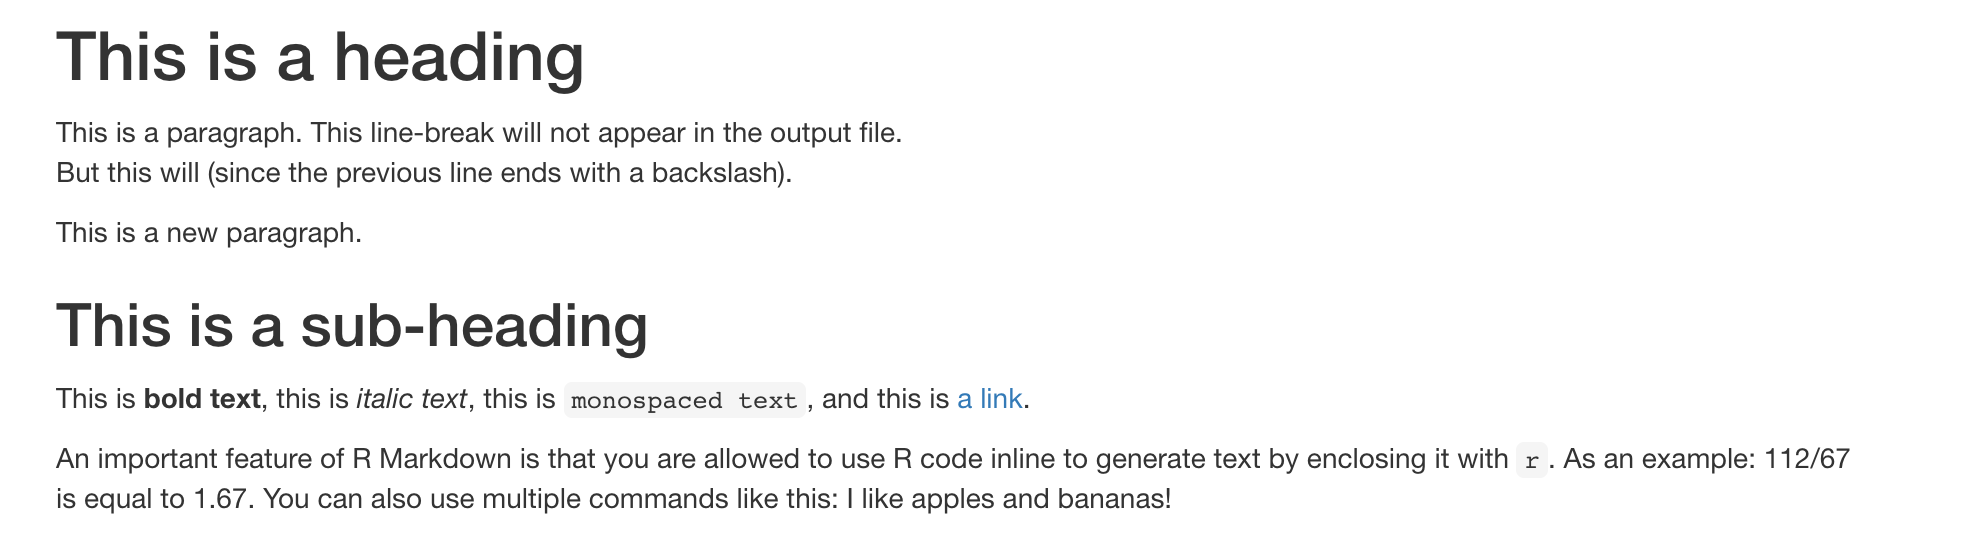 This is a heading
This is a paragraph. This line-break will not appear in the output file.
But this will (since the previous line ends with a backslash).
This is a new paragraph.
This is a sub-heading
This is bold text, this is italic text, this is monospaced text, and this is a link.
An important feature of R Markdown is that you are allowed to use R code inline to generate text by enclosing it with r. As an example: 112/67
is equal to 1.67. You can also use multiple commands like this: I like apples and bananas!